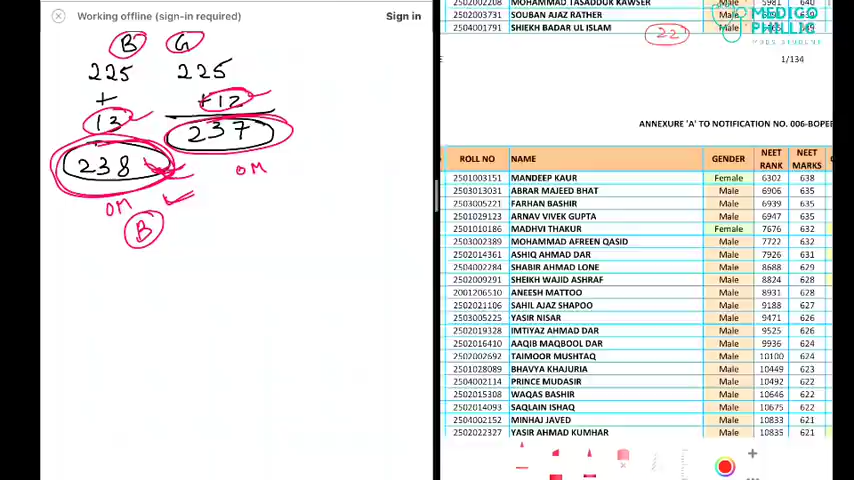 Working offline (sign-in required) Sign in
B G
225 225
+ +12
13 237
238 OM
OM
B
2502002208 MOHAMMAD TASADDUK KAWSER Male 5981 640
2502003731 SOUBAN AJAZ RATHER Male
2504001791 SHIEKH BADAR UL ISLAM Male
MEDICO
PHILIC
227
1/134
ANNEXURE 'A' TO NOTIFICATION NO. 006-BOPEE
ROLL NO NAME GENDER NEET RANK NEET MARKS
2501003151 MANDEEP KAUR Female 6302 638
2503013031 ABRAR MAJEED BHAT Male 6906 635
2503005221 FARHAN BASHIR Male 6939 635
2501029123 ARNAV VIVEK GUPTA Male 6947 635
2501010186 MADHVI THAKUR Female 7676 632
2503002389 MOHAMMAD AFREEN QASID Male 7722 632
2502014361 ASHIQ AHMAD DAR Male 7926 631
2504002284 SHABIR AHMAD LONE Male 8688 629
2502009291 SHEIKH WAJID ASHRAF Male 8824 628
2001206510 ANEESH MATTOO Male 8931 628
2502021106 SAHIL AJAZ SHAPOO Male 9188 627
2503005225 YASIR NISAR Male 9471 626
2502019328 IMTIYAZ AHMAD DAR Male 9525 626
2502016410 AAQIB MAQBOOL DAR Male 9936 624
2502002692 TAIMOOR MUSHTAQ Male 10100 624
2501028089 BHAVYA KHAJURIA Male 10449 623
2504002114 PRINCE MUDASIR Male 10492 622
2502015308 WAQAS BASHIR Male 10646 622
2502014093 SAQLAIN ISHAQ Male 10675 622
2504002152 MINHAJ JAVED Male 10833 621
2502022327 YASIR AHMAD KUMHAR Male 10835 621